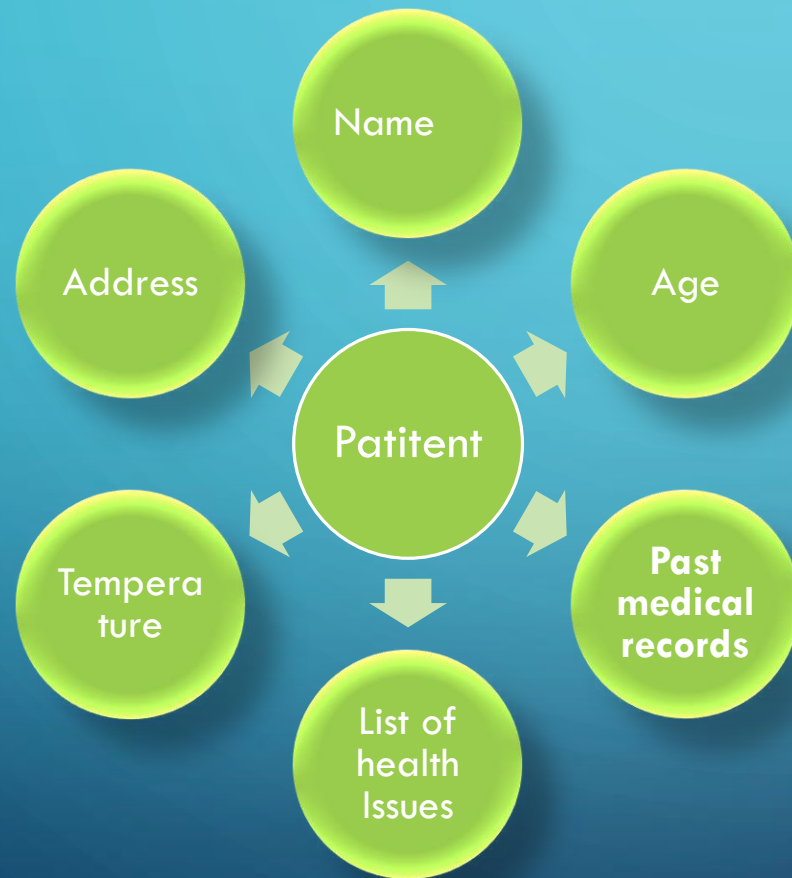 Name
Address
Age
Patitent
Tempera
ture
Past
medical
records
List of
health
Issues